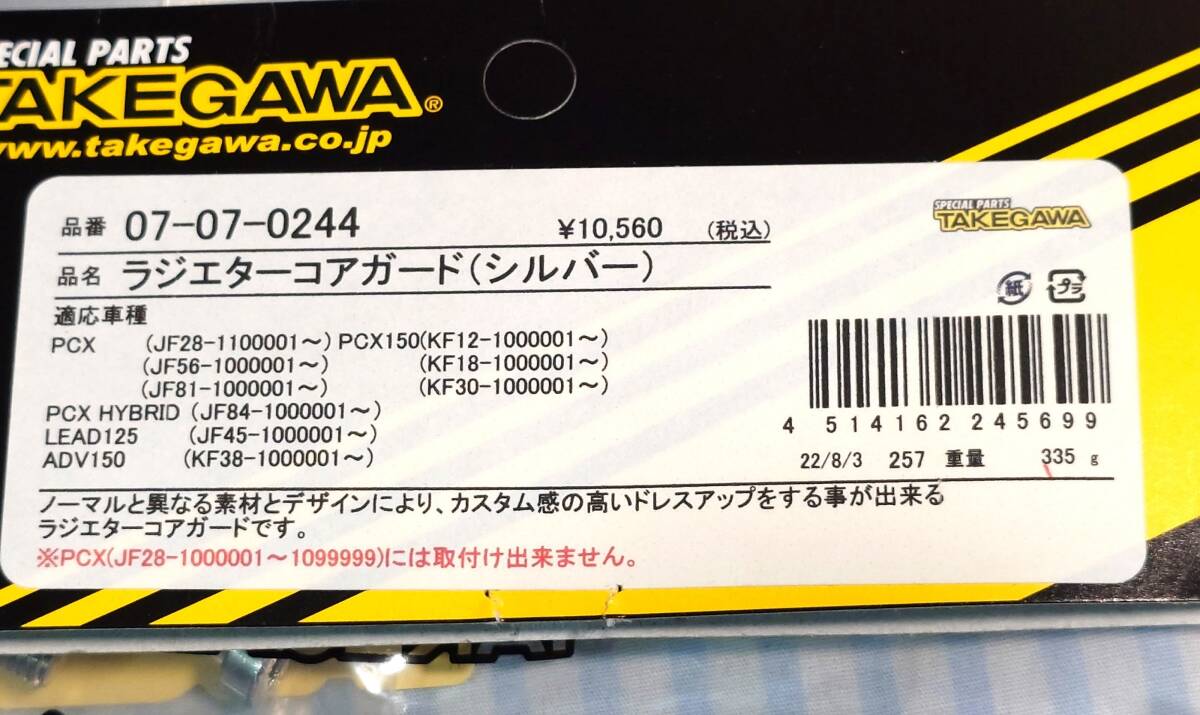 SPECIAL PARTS
TAKEGAWA®
www.takegawa.co.jp
品番 07-07-0244 ¥10,560 (税込)
SPECIAL PARTS
TAKEGAWA
品名 ラジエターコアガード(シルバー)
紙 プラ
適応車種
PCX (JF28-1100001~) PCX150(KF12-1000001~)
(JF56-1000001~) (KF18-1000001~)
(JF81-1000001~) (KF30-1000001~)
PCX HYBRID (JF84-1000001~)
LEAD125 (JF45-1000001~)
ADV150 (KF38-1000001~)
4 514162 245699
22/8/3 257 重量 335 g
ノーマルと異なる素材とデザインにより、カスタム感の高いドレスアップをする事が出来る
ラジエターコアガードです。
※PCX(JF28-1000001~1099999)には取付け出来ません。